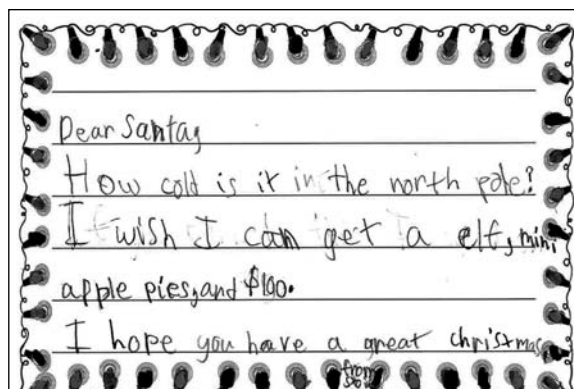 Dear Santa,
How cold is it in the north pole?
I wish I can get a elf, mini
apple pies, and $100.
I hope you have a great christmas
from